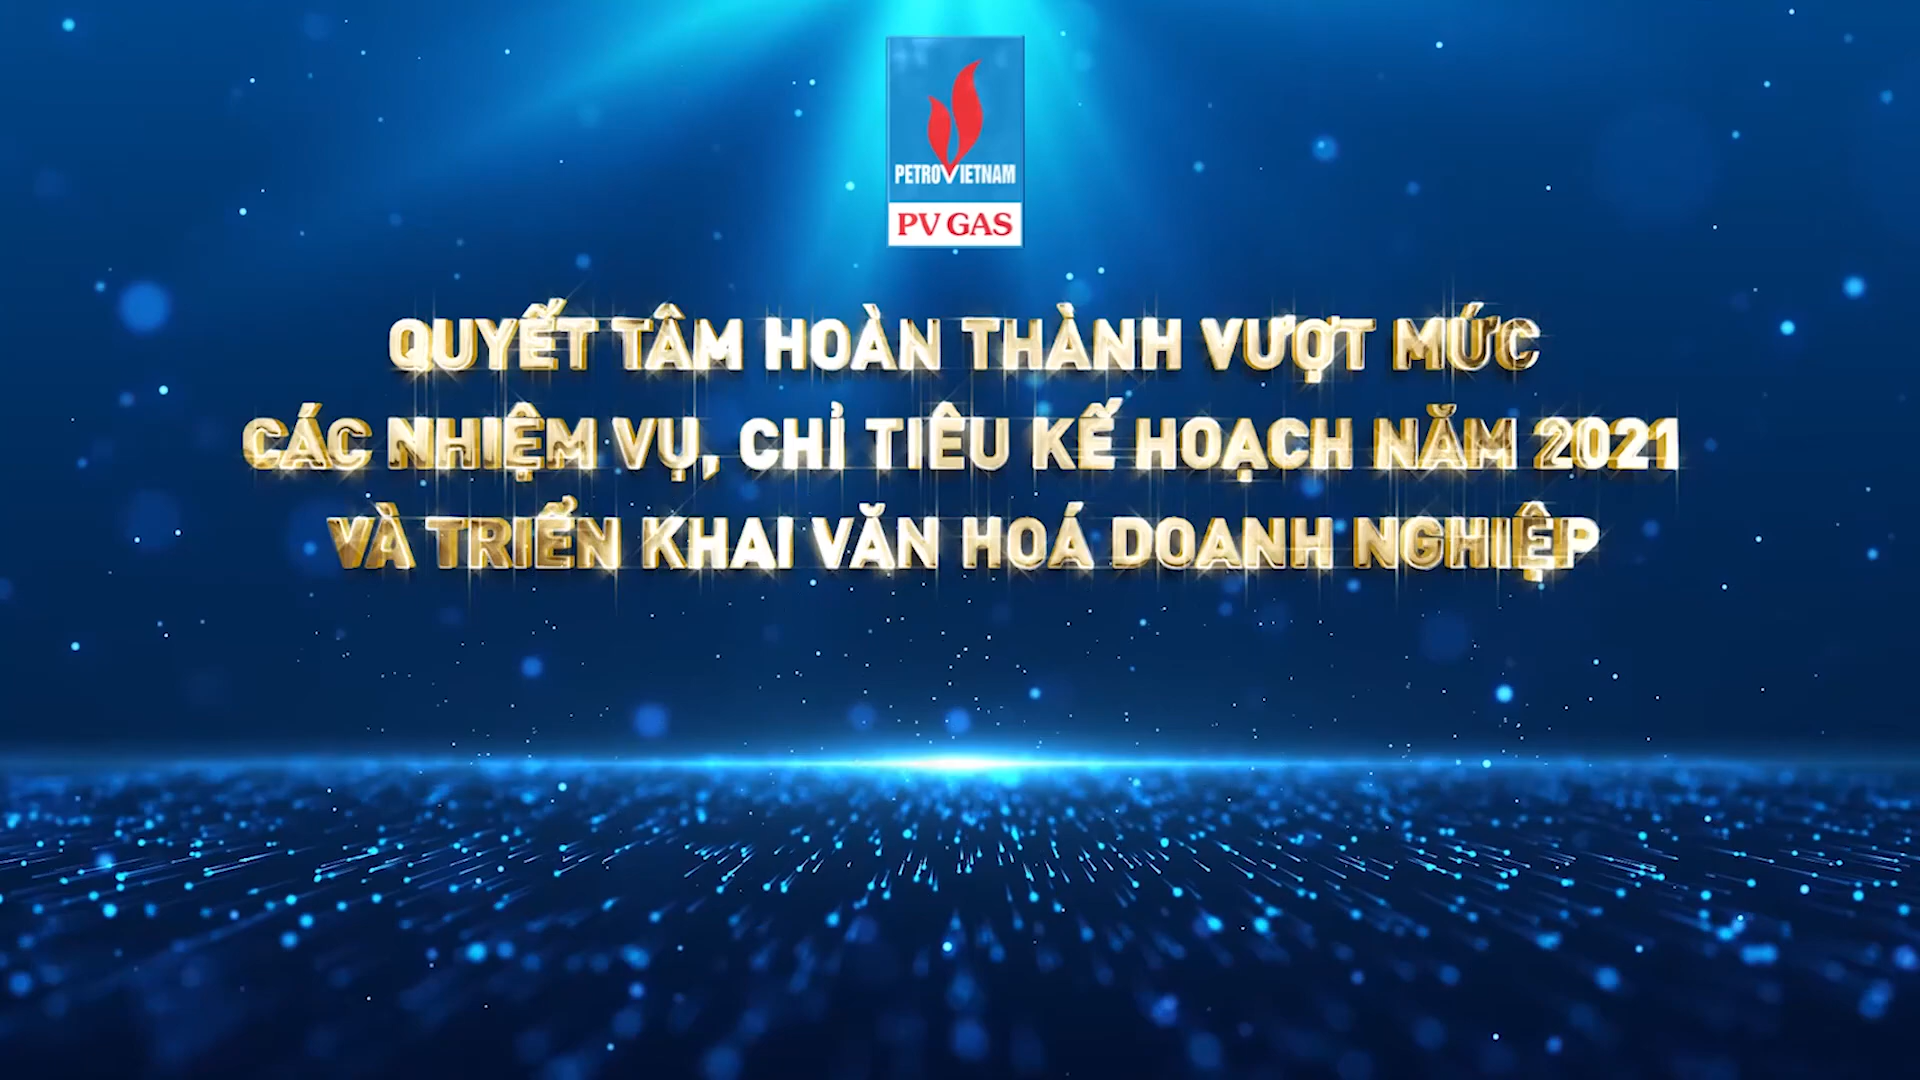 PETROVIETNAM
PV GAS
QUYẾT TÂM HOÀN THÀNH VƯỢT MỨC
CÁC NHIỆM VỤ, CHỈ TIÊU KẾ HOẠCH NĂM 2021
VÀ TRIỂN KHAI VĂN HOÁ DOANH NGHIỆP